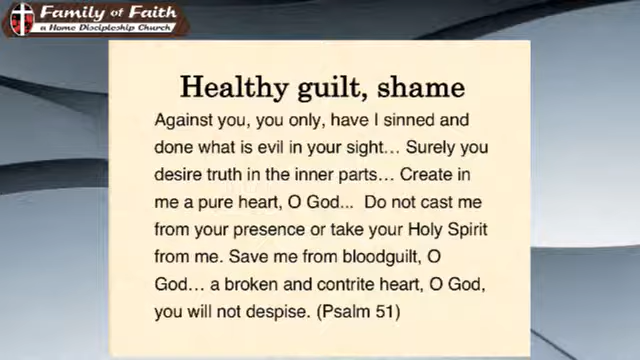 Family of Faith
a Home Discipleship Church
Healthy guilt, shame
Against you, you only, have I sinned and
done what is evil in your sight... Surely you
desire truth in the inner parts... Create in
me a pure heart, O God... Do not cast me
from your presence or take your Holy Spirit
from me. Save me from bloodguilt, O
God... a broken and contrite heart, O God,
you will not despise. (Psalm 51)